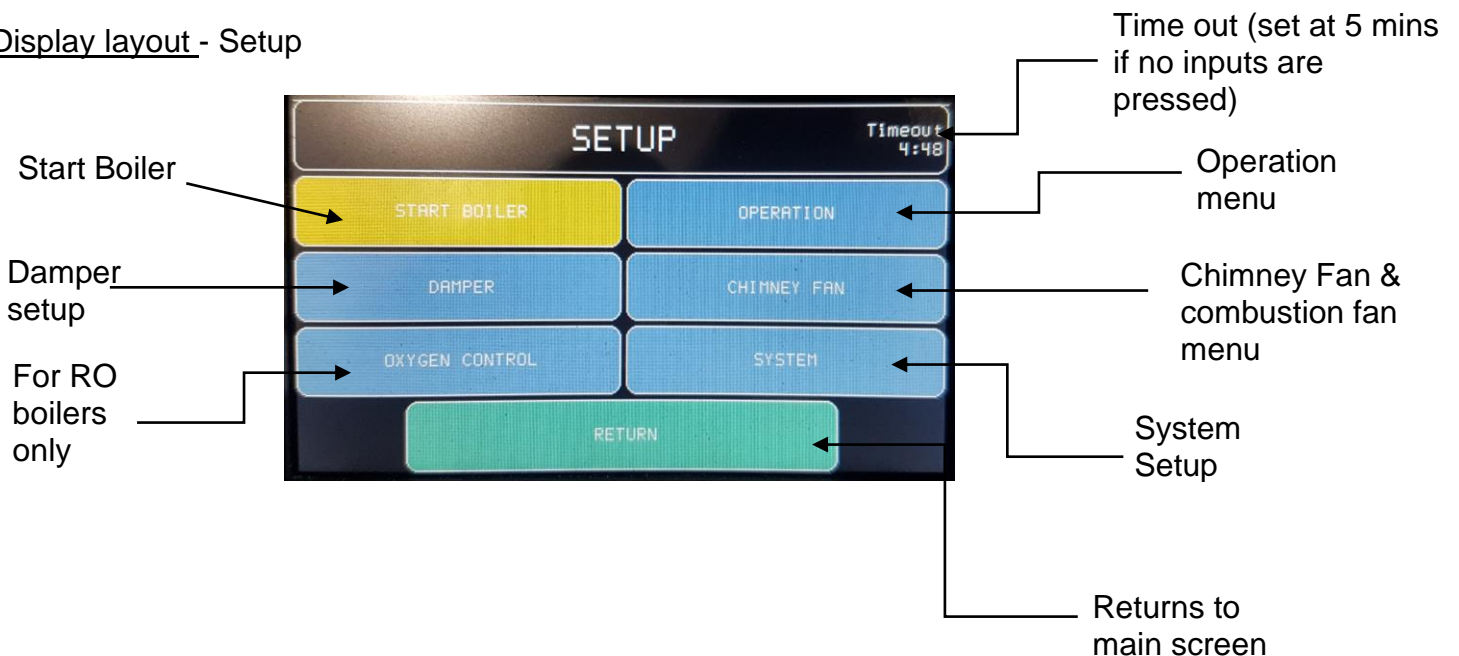 Display layout - Setup
Time out (set at 5 mins
if no inputs are
pressed)
SETUP
Timeout
4:48
Start Boiler
START BOILER
OPERATION
Operation
menu
Damper
setup
DAMPER
CHIMNEY FAN
Chimney Fan &
combustion fan
menu
For RO
boilers
only
OXYGEN CONTROL
SYSTEM
System
Setup
RETURN
Returns to
main screen